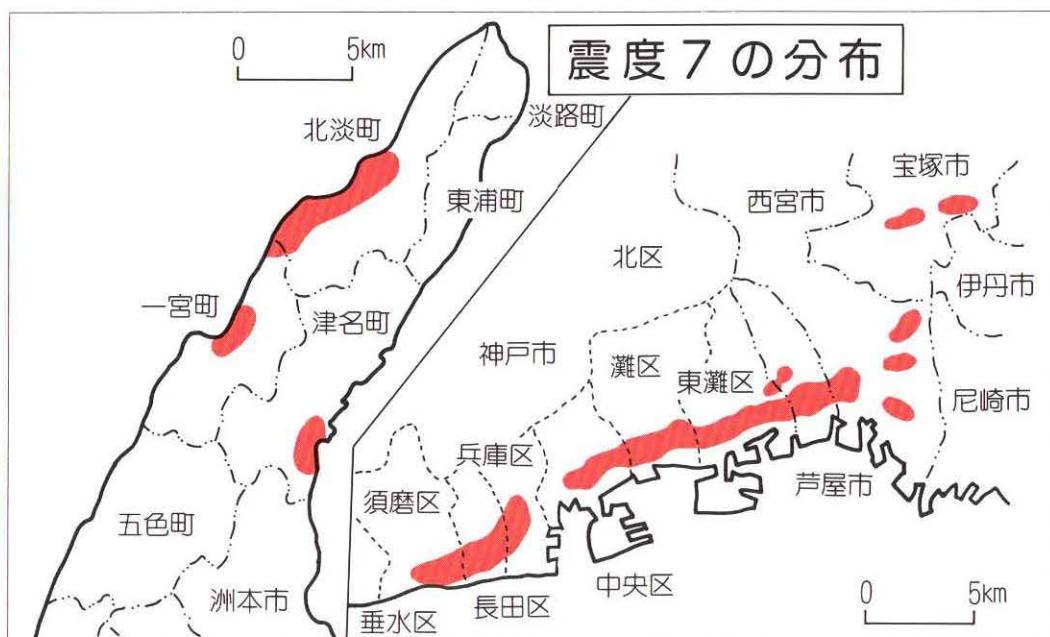 震度7の分布
0 5km
北淡町
淡路町
東浦町
一宮町
津名町
五色町
洲本市
宝塚市
西宮市
北区
伊丹市
神戸市
灘区
東灘区
尼崎市
兵庫区
須磨区
芦屋市
中央区
長田区
垂水区
0 5km